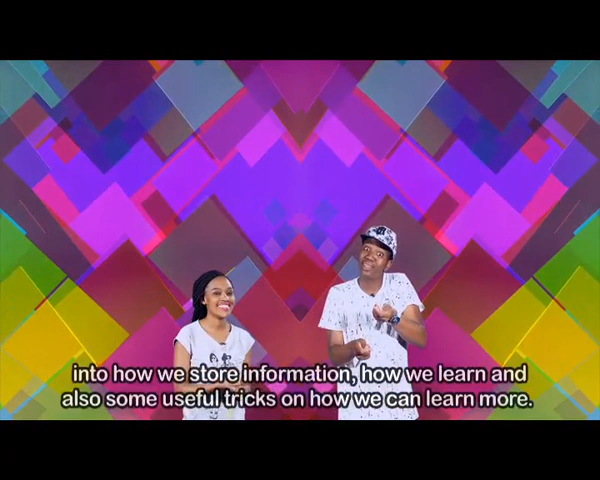 into how we store information, how we learn and
also some useful tricks on how we can learn more.